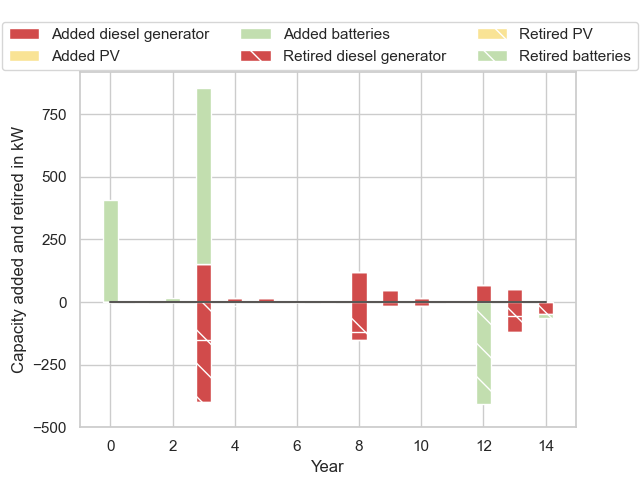 Added diesel generator Added batteries Retired PV
Added PV Retired diesel generator Retired batteries
Capacity added and retired in kW
750
500
250
0
−250
−500
0 2 4 6 8 10 12 14
Year